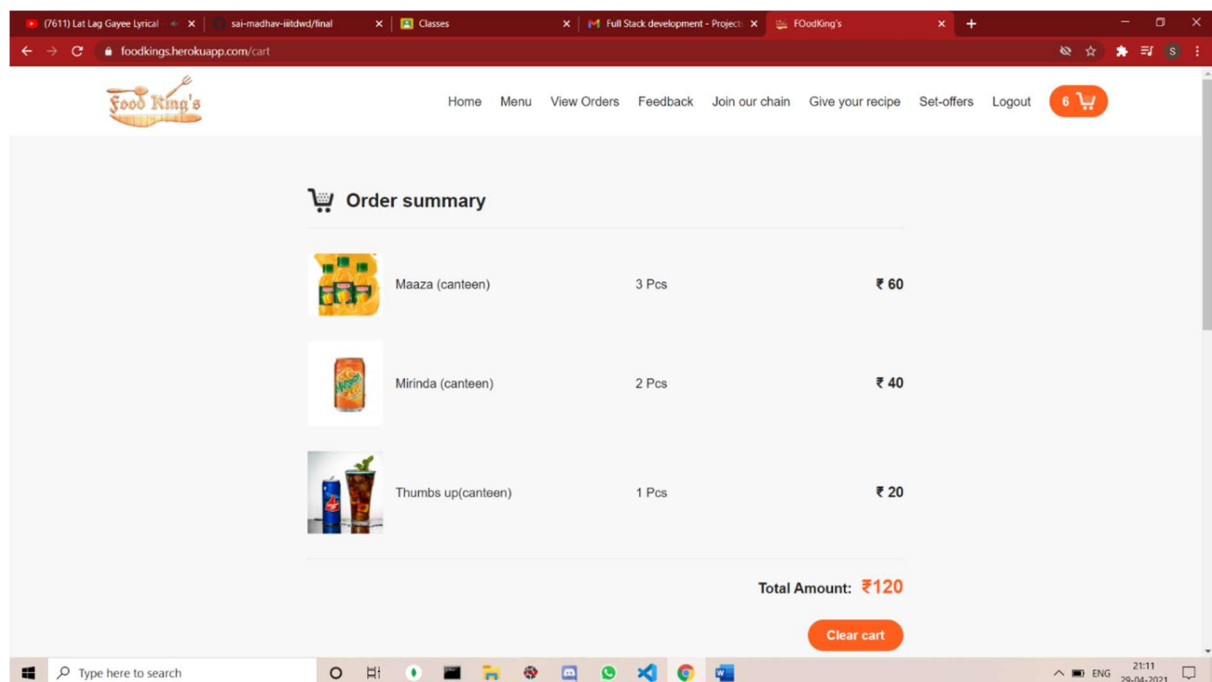 (7611) Lat Lag Gayee Lyrical
sai-madhav-iiitdwd/final
Classes
Full Stack development - Project:
FOodKing's
foodkings.herokuapp.com/cart
S
Food King's
Home Menu View Orders Feedback Join our chain Give your recipe Set-offers Logout 6
Order summary
Maaza (canteen) 3 Pcs ₹ 60
Mirinda (canteen) 2 Pcs ₹ 40
Thumbs up(canteen) 1 Pcs ₹ 20
Total Amount: ₹120
Clear cart
Type here to search
ENG
21:11
29-04-2021